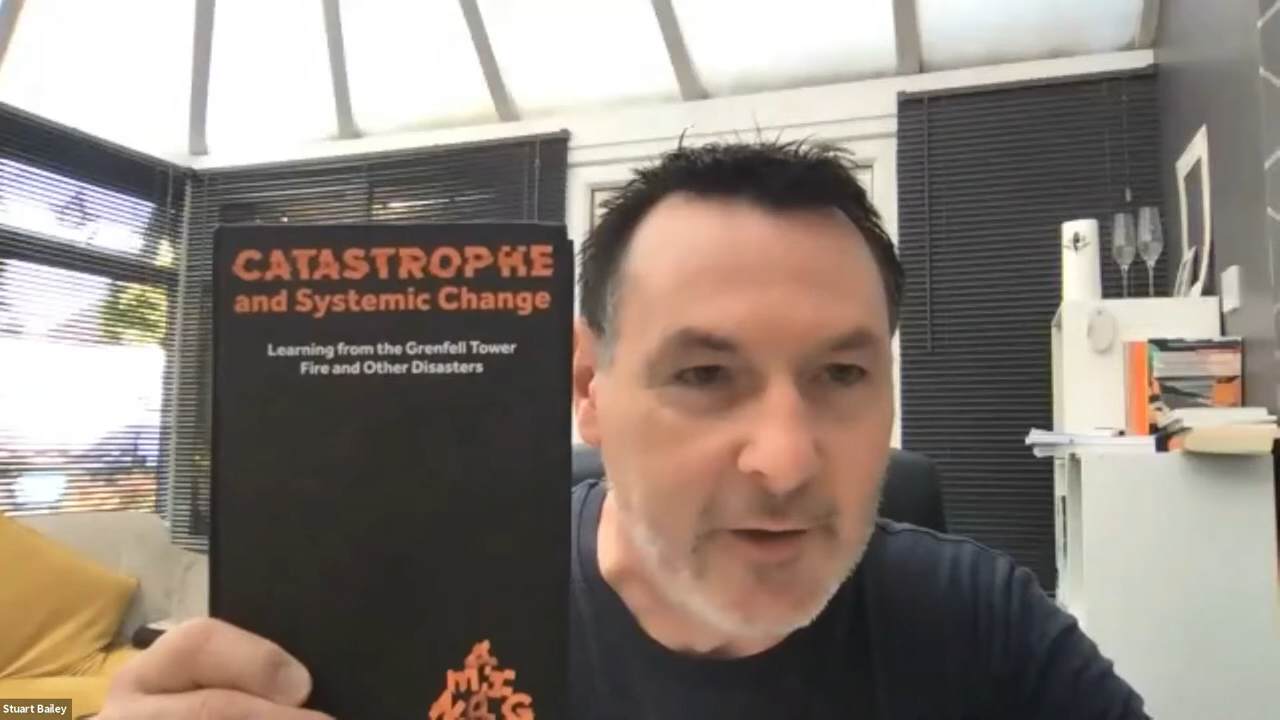 CATASTROPHE
and Systemic Change
Learning from the Grenfell Tower
Fire and Other Disasters
Stuart Bailey